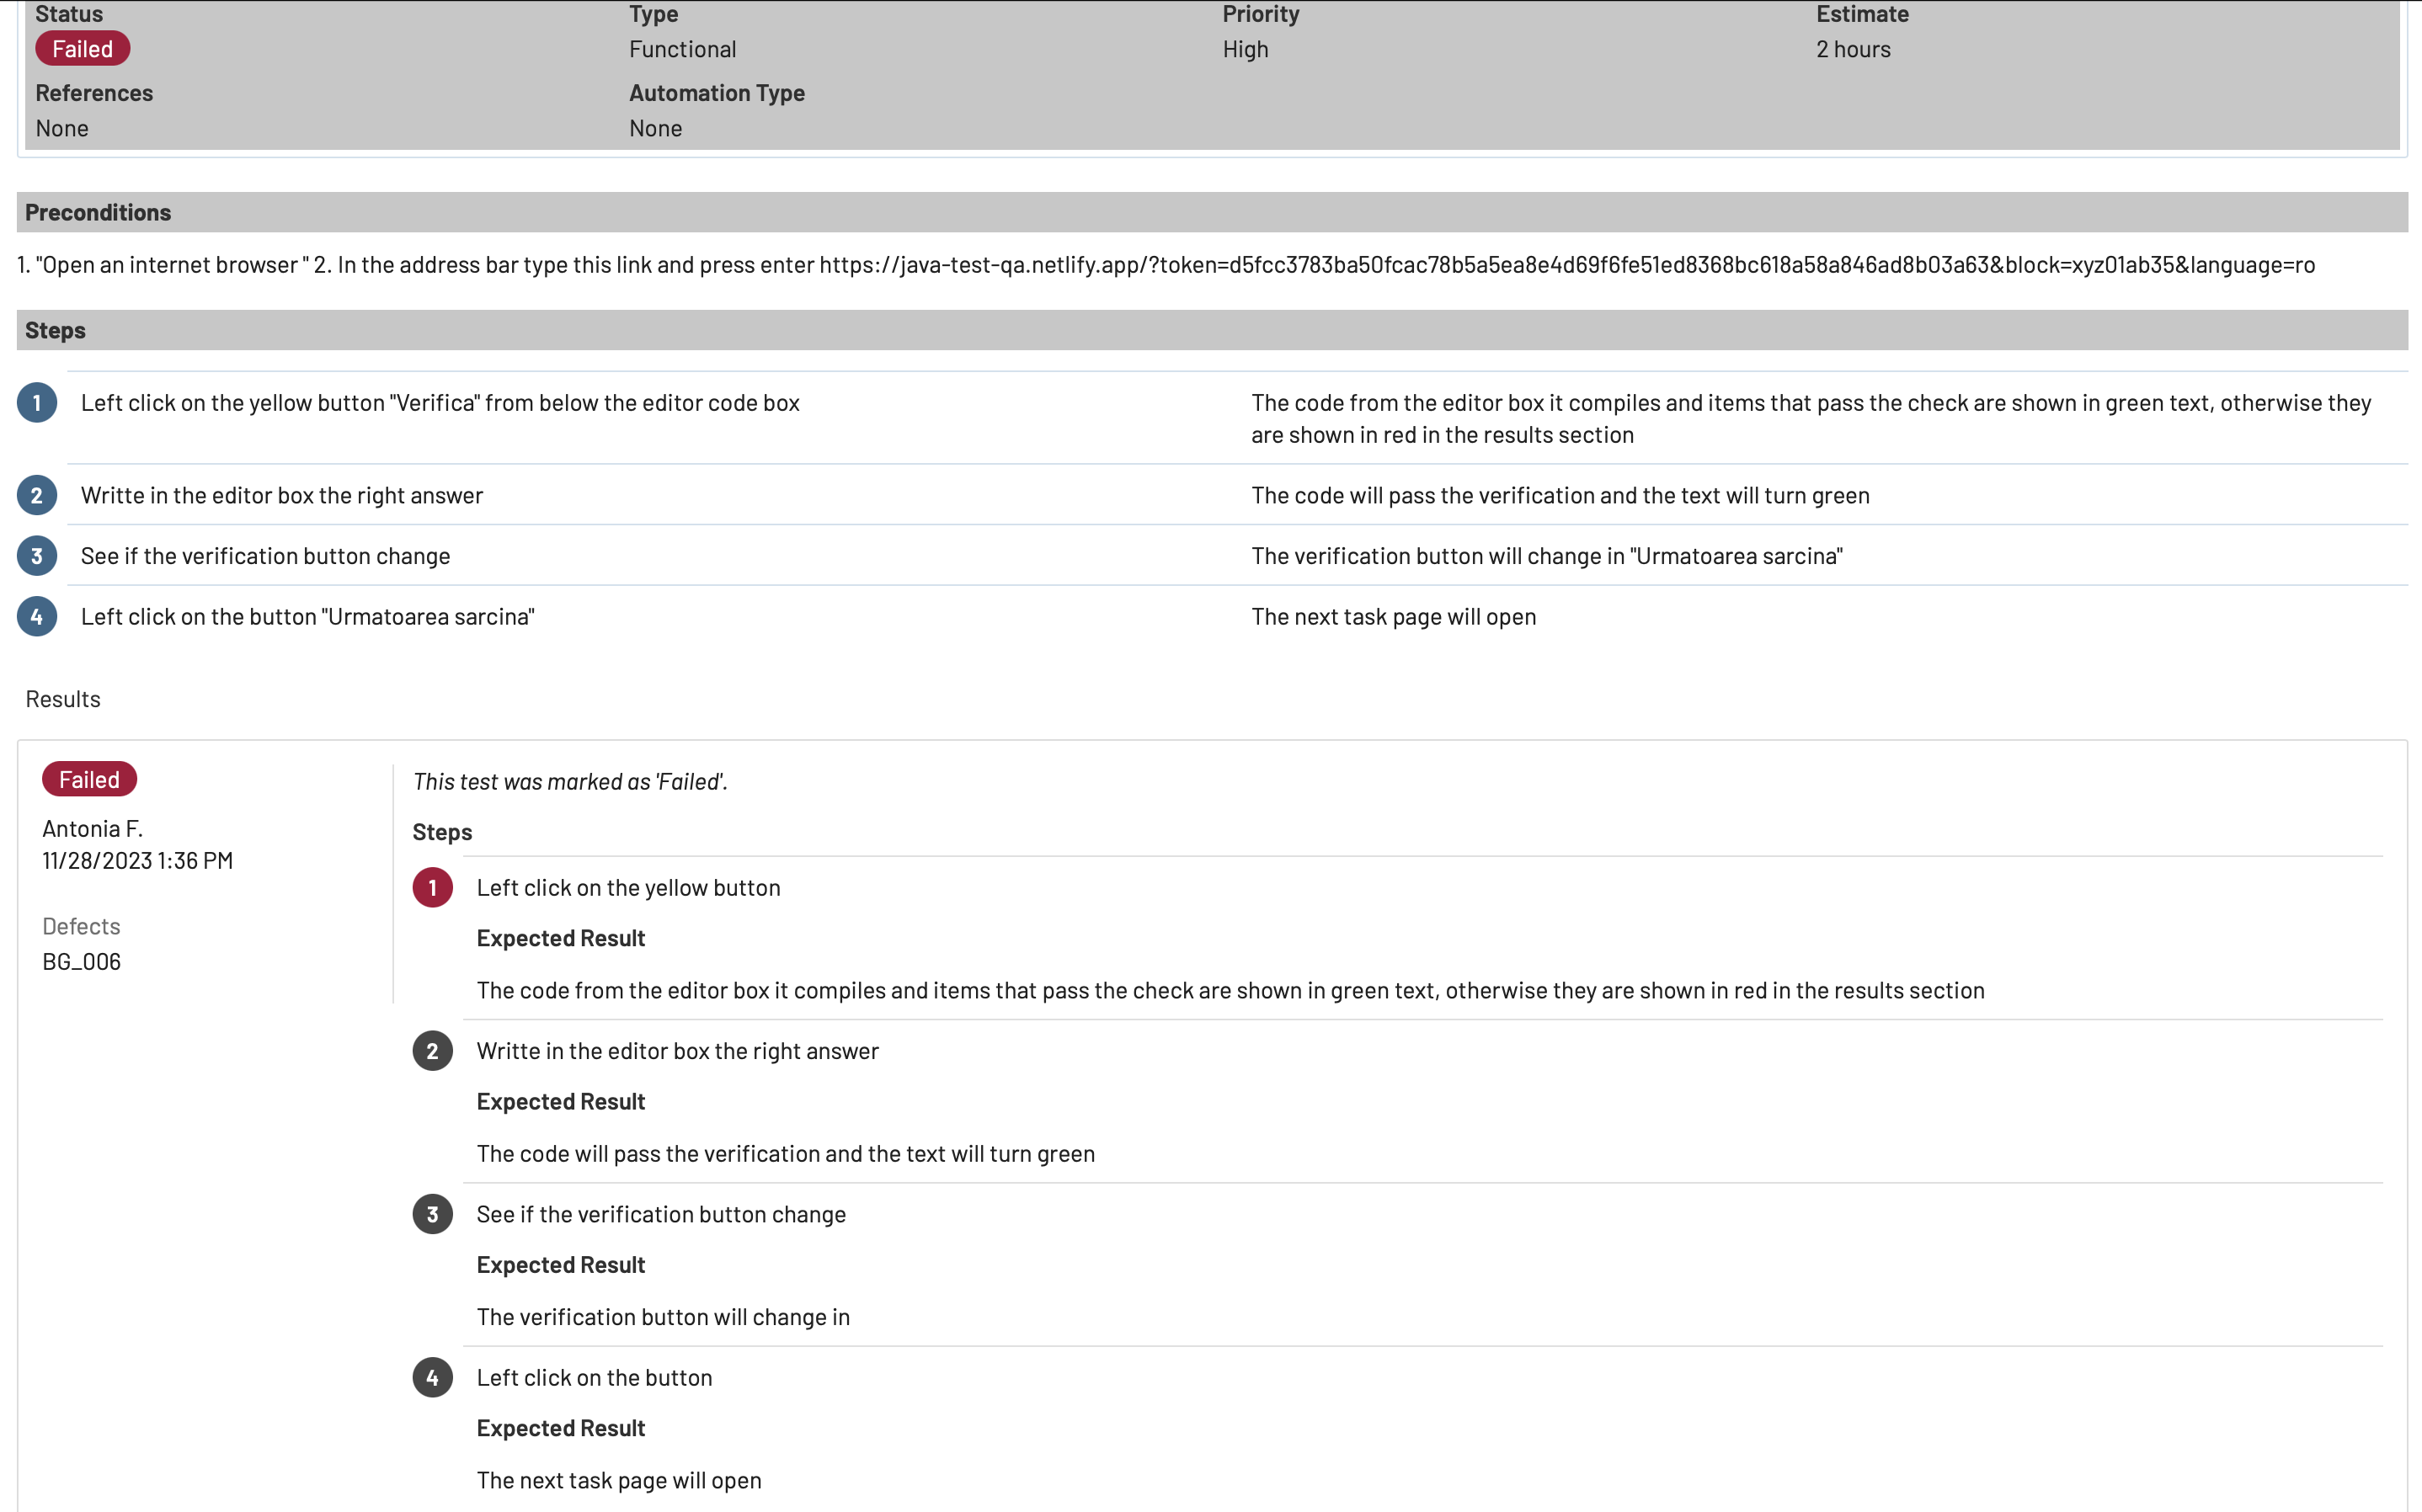 Status Type Priority Estimate
Failed Functional High 2 hours
References Automation Type
None None
Preconditions
1. "Open an internet browser " 2. In the address bar type this link and press enter https://java-test-qa.netlify.app/?token=d5fcc3783ba50fcac78b5a5ea8e4d69f6fe51ed8368bc618a58a846ad8b03a63&block=xyz01ab35&language=ro
Steps
1 Left click on the yellow button "Verifica" from below the editor code box
The code from the editor box it compiles and items that pass the check are shown in green text, otherwise they
are shown in red in the results section
2 Writte in the editor box the right answer
The code will pass the verification and the text will turn green
3 See if the verification button change
The verification button will change in "Urmatoarea sarcina"
4 Left click on the button "Urmatoarea sarcina"
The next task page will open
Results
Failed
Antonia F.
11/28/2023 1:36 PM
Defects
BG_006
This test was marked as 'Failed'.
Steps
1 Left click on the yellow button
Expected Result
The code from the editor box it compiles and items that pass the check are shown in green text, otherwise they are shown in red in the results section
2 Writte in the editor box the right answer
Expected Result
The code will pass the verification and the text will turn green
3 See if the verification button change
Expected Result
The verification button will change in
4 Left click on the button
Expected Result
The next task page will open